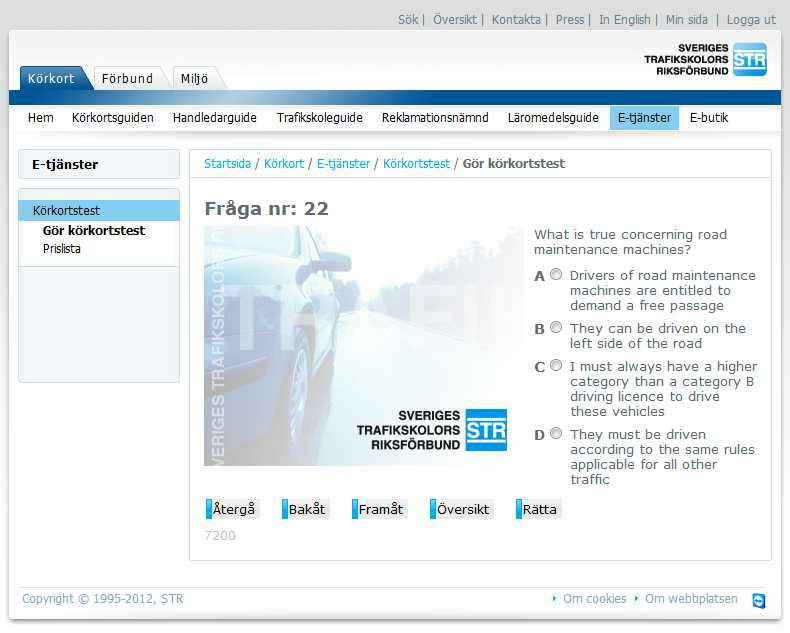 Sök | Översikt | Kontakta | Press | In English | Min sida | Logga ut
SVERIGES
TRAFIKSKOLORS
RIKSFÖRBUND
STR
Körkort Förbund Miljö
Hem Körkortsguiden Handledarguide Trafikskoleguide Reklamationsnämnd Läromedelsguide E-tjänster E-butik
E-tjänster
Körkortstest
Gör körkortstest
Prislista
Startsida / Körkort / E-tjänster / Körkortstest / Gör körkortstest
Fråga nr: 22
SVERIGES TRAFIKSKOLORS
SVERIGES
TRAFIKSKOLORS
RIKSFÖRBUND
STR
What is true concerning road
maintenance machines?
A Drivers of road maintenance
machines are entitled to
demand a free passage
B They can be driven on the
left side of the road
C I must always have a higher
category than a category B
driving licence to drive
these vehicles
D They must be driven
according to the same rules
applicable for all other
traffic
Återgå Bakåt Framåt Översikt Rätta
7200
Copyright © 1995-2012, STR
Om cookies Om webbplatsen